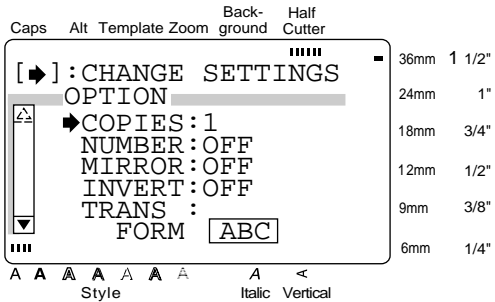 Back- Half
Caps Alt Template Zoom ground Cutter
[➡]:CHANGE SETTINGS
OPTION
➡COPIES:1
NUMBER:OFF
MIRROR:OFF
INVERT:OFF
TRANS :
FORM ABC
36mm 1 1/2"
24mm 1"
18mm 3/4"
12mm 1/2"
9mm 3/8"
6mm 1/4"
A A A A A A A A A
Style Italic Vertical